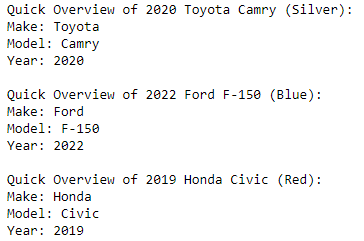 Quick Overview of 2020 Toyota Camry (Silver):
Make: Toyota
Model: Camry
Year: 2020

Quick Overview of 2022 Ford F-150 (Blue):
Make: Ford
Model: F-150
Year: 2022

Quick Overview of 2019 Honda Civic (Red):
Make: Honda
Model: Civic
Year: 2019